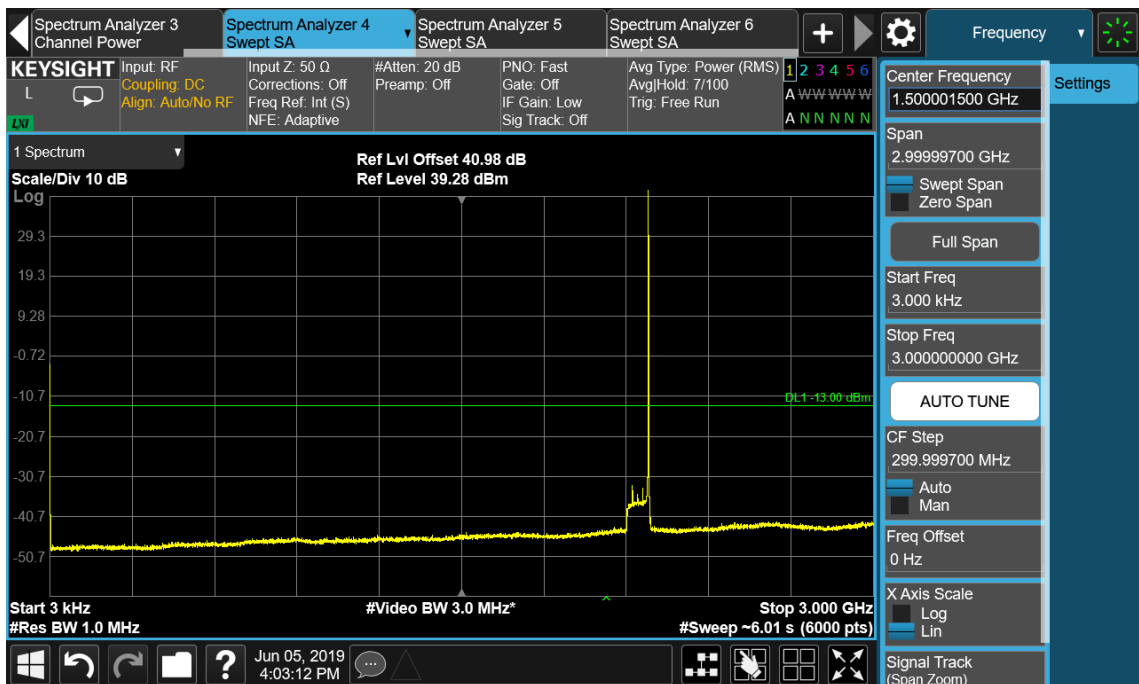 Spectrum Analyzer 3
Channel Power
Spectrum Analyzer 4
Swept SA
Spectrum Analyzer 5
Swept SA
Spectrum Analyzer 6
Swept SA
Frequency
KEYSIGHT
L
LXI
Input: RF
Coupling: DC
Align: Auto/No RF
Input Z: 50 Ω
Corrections: Off
Freq Ref: Int (S)
NFE: Adaptive
#Atten: 20 dB
Preamp: Off
PNO: Fast
Gate: Off
IF Gain: Low
Sig Track: Off
Avg Type: Power (RMS)
Avg|Hold: 7/100
Trig: Free Run
1 2 3 4 5 6
A W W W W W
A N N N N N
1 Spectrum
Scale/Div 10 dB
Ref Lvl Offset 40.98 dB
Ref Level 39.28 dBm
Log
29.3
19.3
9.28
-0.72
-10.7
-20.7
-30.7
-40.7
-50.7
DL1 -13.00 dBm
Start 3 kHz
#Res BW 1.0 MHz
#Video BW 3.0 MHz*
Stop 3.000 GHz
#Sweep ~6.01 s (6000 pts)
Jun 05, 2019
4:03:12 PM
Center Frequency
1.500001500 GHz
Settings
Span
2.99999700 GHz
Swept Span
Zero Span
Full Span
Start Freq
3.000 kHz
Stop Freq
3.000000000 GHz
AUTO TUNE
CF Step
299.999700 MHz
Auto
Man
Freq Offset
0 Hz
X Axis Scale
Log
Lin
Signal Track
(Span Zoom)